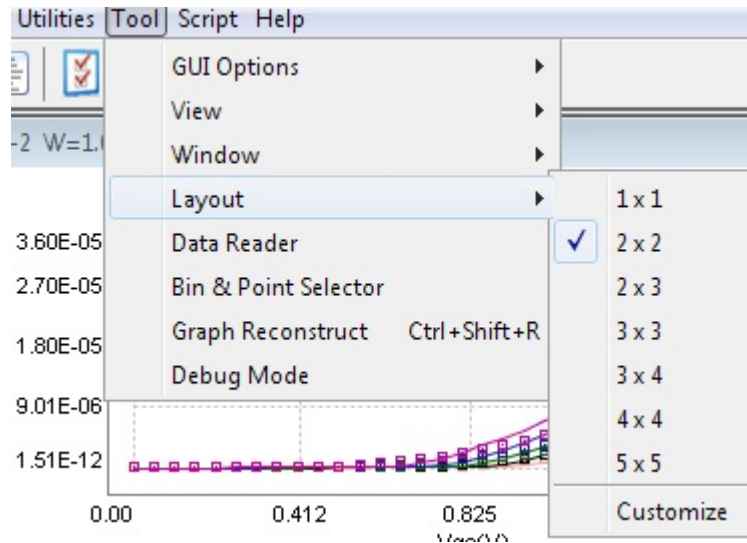 Utilities Tool Script Help
GUI Options
View
-2 W=1.
Window
Layout
1 x 1
3.60E-05
Data Reader
2 x 2
2.70E-05
Bin & Point Selector
2 x 3
1.80E-05
Graph Reconstruct Ctrl+Shift+R
3 x 3
Debug Mode
3 x 4
9.01E-06
4 x 4
1.51E-12
5 x 5
0.00 0.412 0.825
Customize